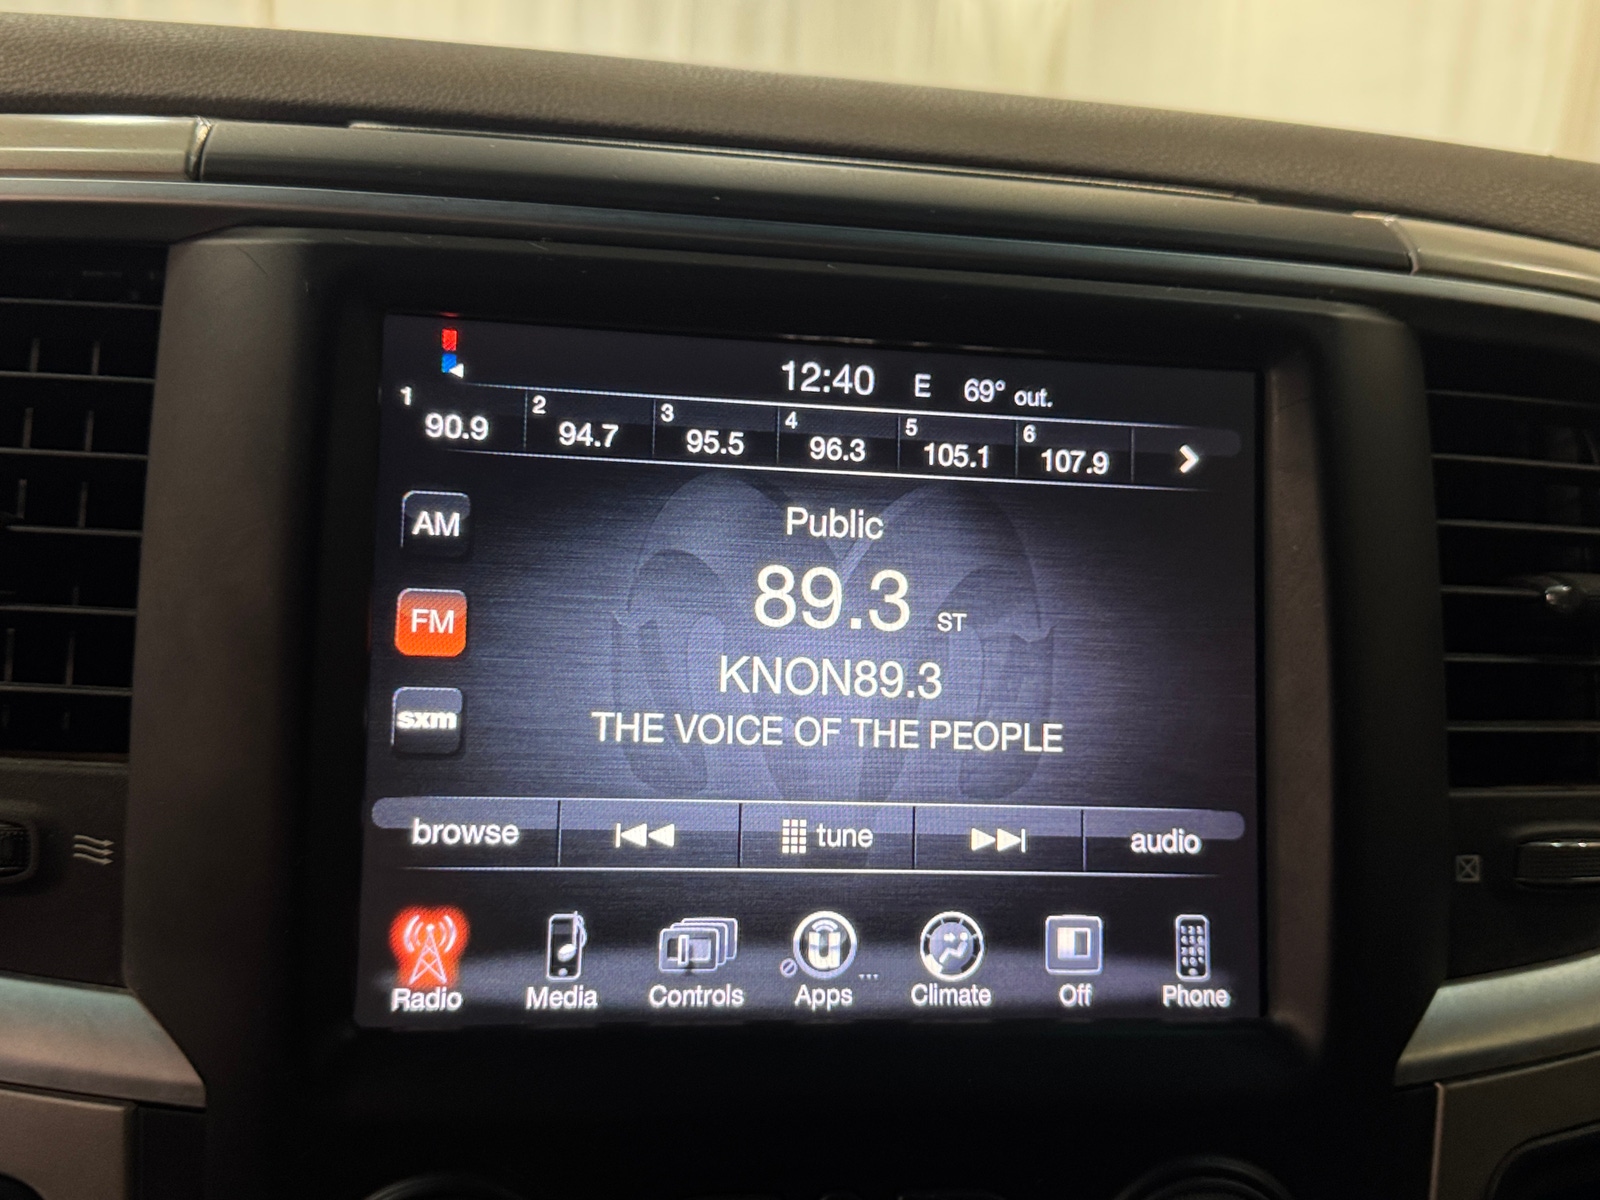 12:40 E 69° out.
1 90.9 2 94.7 3 95.5 4 96.3 5 105.1 6 107.9
AM
Public
89.3 ST
FM
KNON89.3
sxm
THE VOICE OF THE PEOPLE
browse tune audio
Radio Media Controls Apps Climate Off Phone